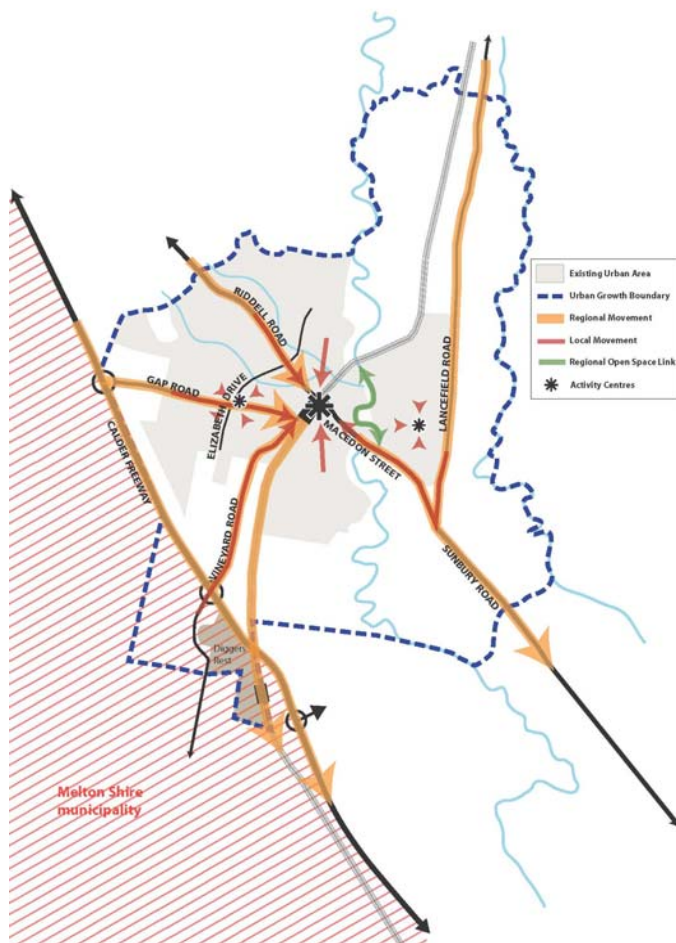 RIDDELL ROAD
GAP ROAD
ELIZABETH DRIVE
MACEDON STREET
LANCEFIELD ROAD
CALDER FREEWAY
VINEYARD ROAD
SUNBURY ROAD
Diggers
Rest
Melton Shire
municipality
Existing Urban Area
Urban Growth Boundary
Regional Movement
Local Movement
Regional Open Space Link
Activity Centres